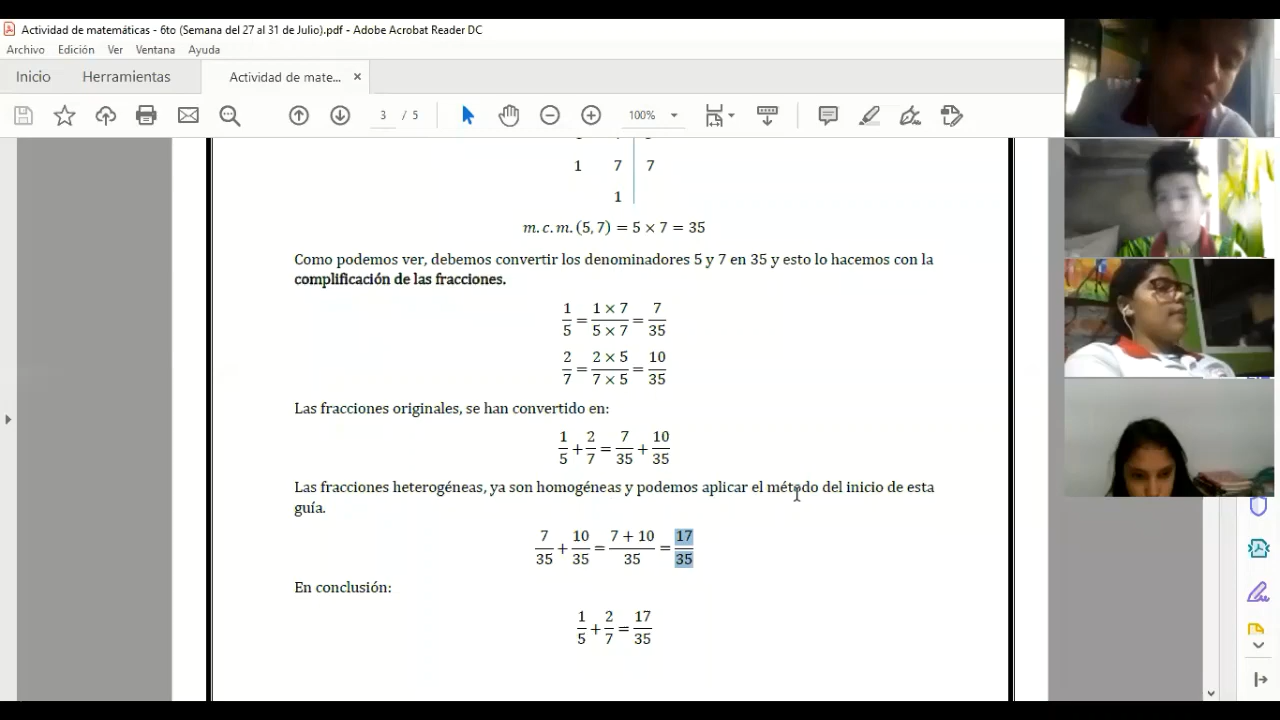 Actividad de matemáticas - 6to (Semana del 27 al 31 de Julio).pdf - Adobe Acrobat Reader DC
Archivo Edición Ver Ventana Ayuda
Inicio Herramientas Actividad de mate... ×
3 / 5 100%
1 7 7
1
m. c. m. (5, 7) = 5 × 7 = 35
Como podemos ver, debemos convertir los denominadores 5 y 7 en 35 y esto lo hacemos con la
complificación de las fracciones.
1/5 = 1 × 7/5 × 7 = 7/35
2/7 = 2 × 5/7 × 5 = 10/35
Las fracciones originales, se han convertido en:
1/5 + 2/7 = 7/35 + 10/35
Las fracciones heterogéneas, ya son homogéneas y podemos aplicar el método del inicio de esta
guía.
7/35 + 10/35 = 7 + 10/35 = 17/35
En conclusión:
1/5 + 2/7 = 17/35